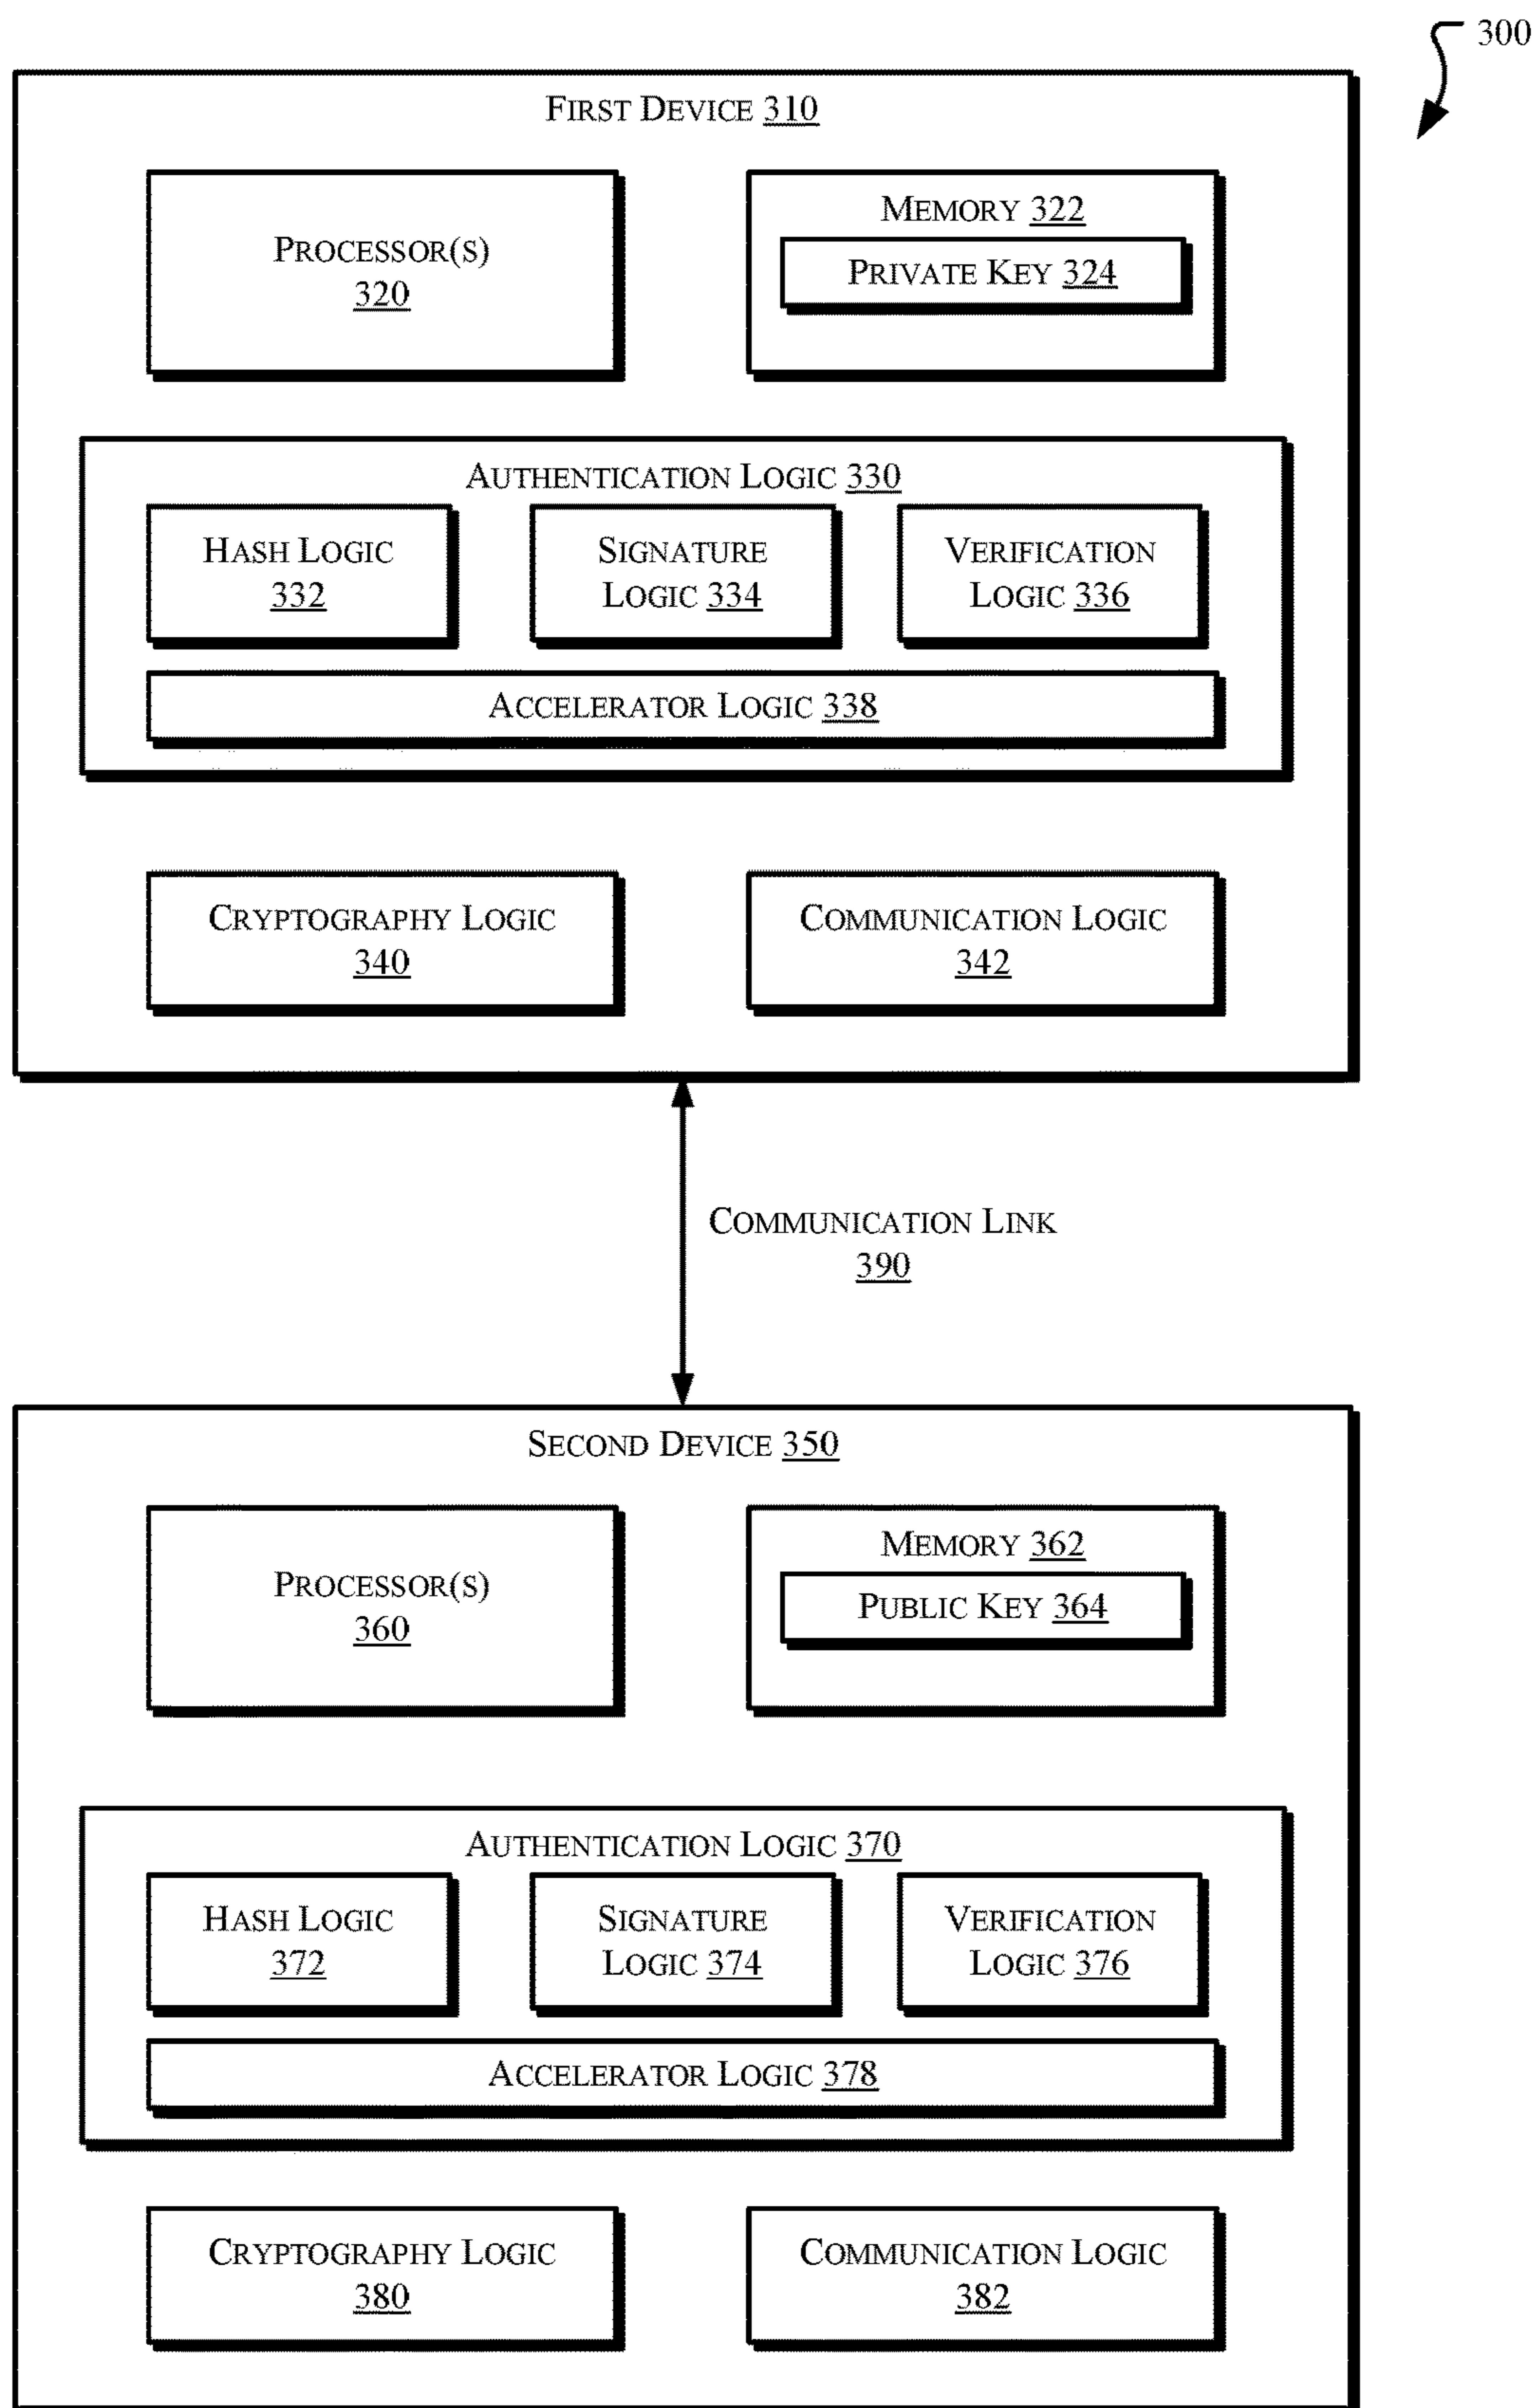 300
FIRST DEVICE 310
PROCESSOR(S)
320
MEMORY 322
PRIVATE KEY 324
AUTHENTICATION LOGIC 330
HASH LOGIC
332
SIGNATURE
LOGIC 334
VERIFICATION
LOGIC 336
ACCELERATOR LOGIC 338
CRYPTOGRAPHY LOGIC
340
COMMUNICATION LOGIC
342
COMMUNICATION LINK
390
SECOND DEVICE 350
PROCESSOR(S)
360
MEMORY 362
PUBLIC KEY 364
AUTHENTICATION LOGIC 370
HASH LOGIC
372
SIGNATURE
LOGIC 374
VERIFICATION
LOGIC 376
ACCELERATOR LOGIC 378
CRYPTOGRAPHY LOGIC
380
COMMUNICATION LOGIC
382